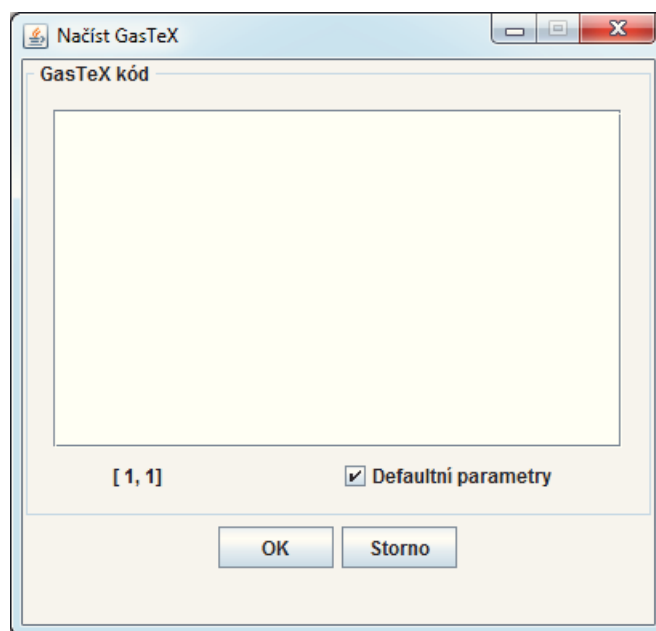 Načíst GasTeX
GasTeX kód
[ 1, 1]
Defaultní parametry
OK
Storno